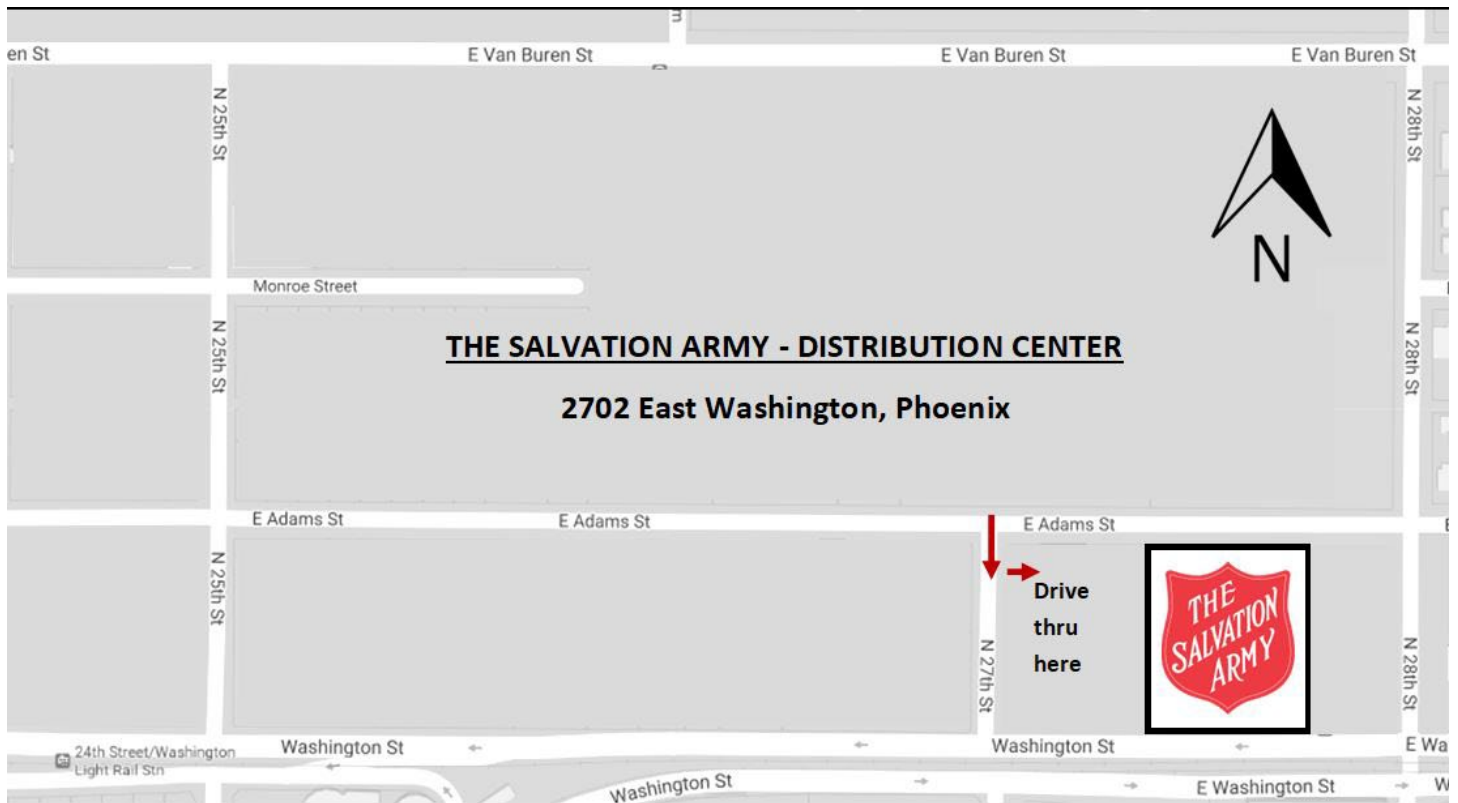 en St
E Van Buren St
E Van Buren St
E Van Buren St
N 25th St
N 28th St
N
Monroe Street
N 25th St
N 28th St
THE SALVATION ARMY - DISTRIBUTION CENTER
2702 East Washington, Phoenix
E Adams St
E Adams St
E Adams St
N 25th St
Drive
thru
here
THE
SALVATION
ARMY
N 27th St
N 28th St
24th Street/Washington
Light Rail Stn
Washington St
Washington St
E Wa
Washington St
E Washington St
W